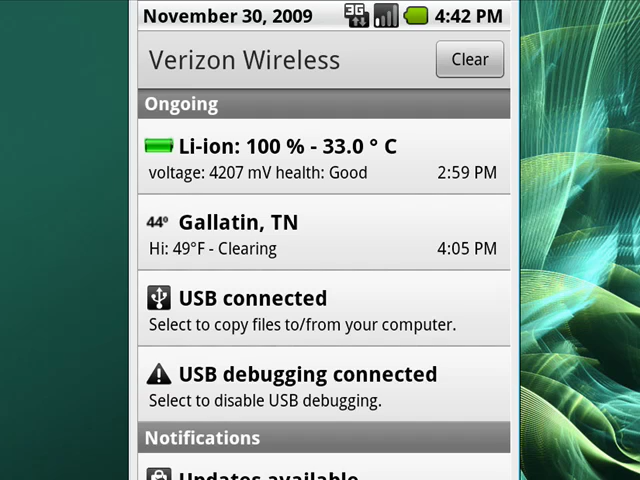 November 30, 2009 3G 4:42 PM
Verizon Wireless Clear
Ongoing
Li-ion: 100 % - 33.0 ° C
voltage: 4207 mV health: Good 2:59 PM
44° Gallatin, TN
Hi: 49°F - Clearing 4:05 PM
USB connected
Select to copy files to/from your computer.
USB debugging connected
Select to disable USB debugging.
Notifications
Updates available